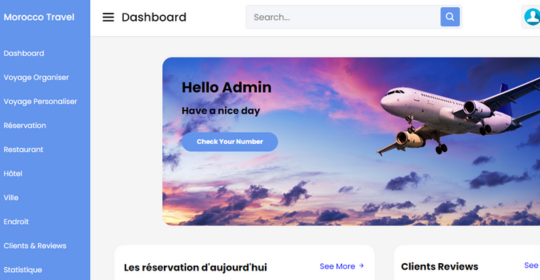 Morocco Travel
Dashboard
Search...
Dashboard
Voyage Organiser
Voyage Personaliser
Réservation
Restaurant
Hôtel
Ville
Endroit
Clients & Reviews
Statistique
Hello Admin
Have a nice day
Check Your Number
Les réservation d'aujourd'hui
See More
Clients Reviews
See